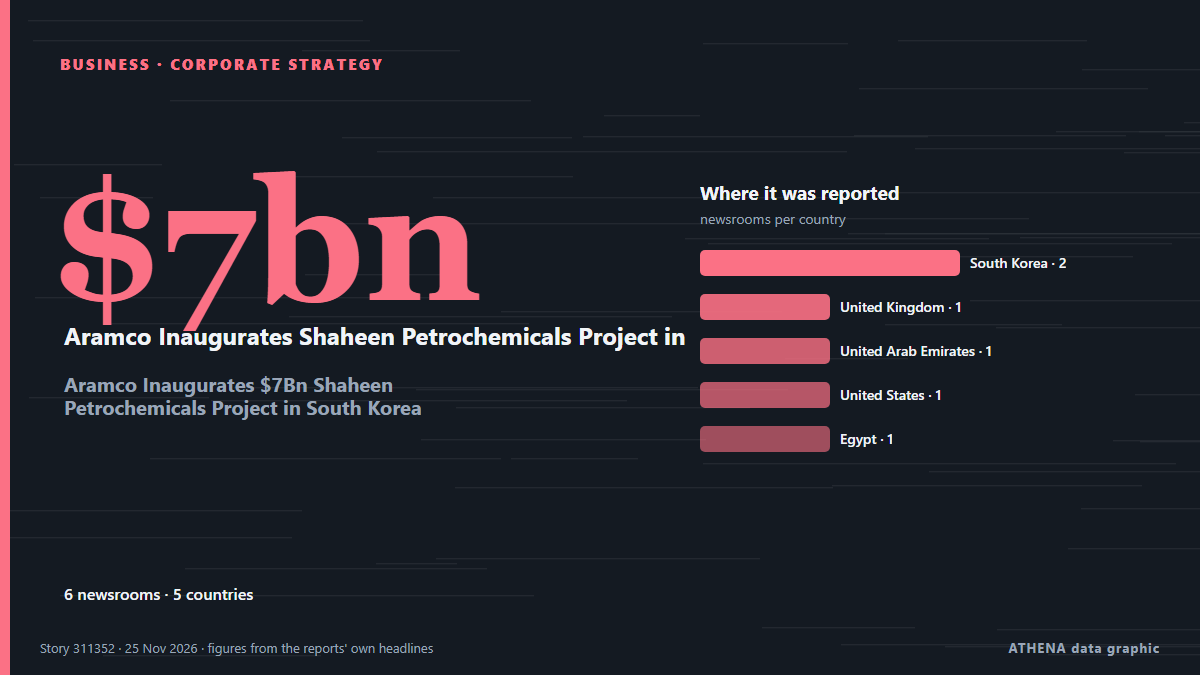 BUSINESS · CORPORATE STRATEGY
$7bn
Aramco Inaugurates Shaheen Petrochemicals Project in
Aramco Inaugurates $7Bn Shaheen
Petrochemicals Project in South Korea
Where it was reported
newsrooms per country
South Korea · 2
United Kingdom · 1
United Arab Emirates · 1
United States · 1
Egypt · 1
6 newsrooms · 5 countries
Story 311352 · 25 Nov 2026 · figures from the reports' own headlines
ATHENA data graphic